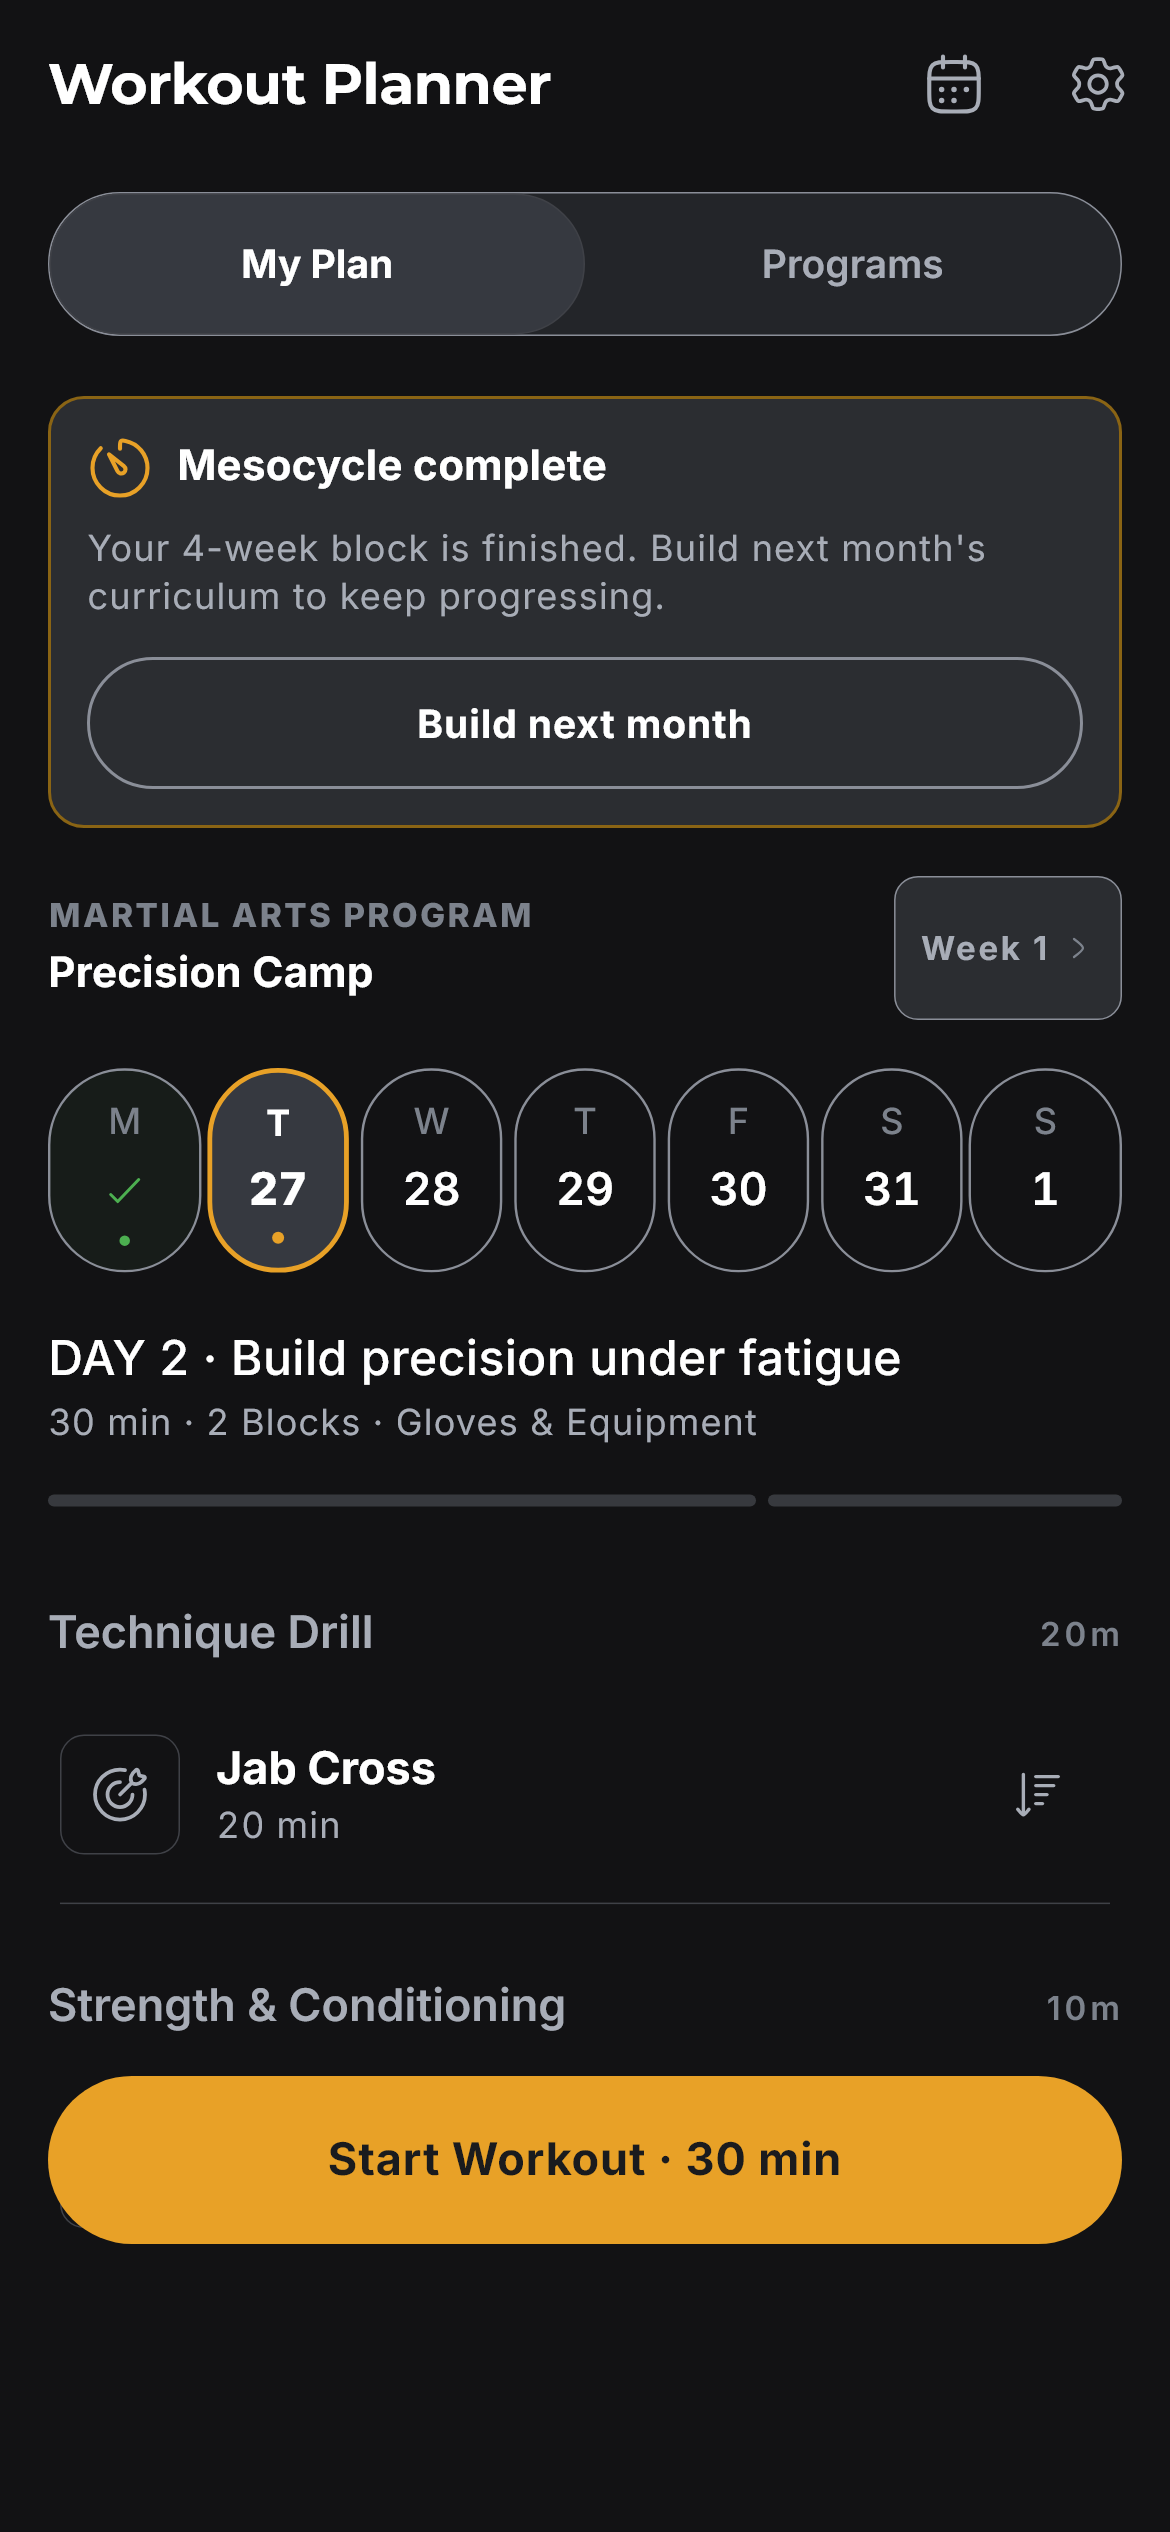 Workout Planner
My Plan
Programs
Mesocycle complete
Your 4-week block is finished. Build next month's
curriculum to keep progressing.
Build next month
MARTIAL ARTS PROGRAM
Precision Camp
Week 1
M T W T F S S
27 28 29 30 31 1
DAY 2 · Build precision under fatigue
30 min · 2 Blocks · Gloves & Equipment
Technique Drill 20m
Jab Cross
20 min
Strength & Conditioning 10m
Start Workout · 30 min